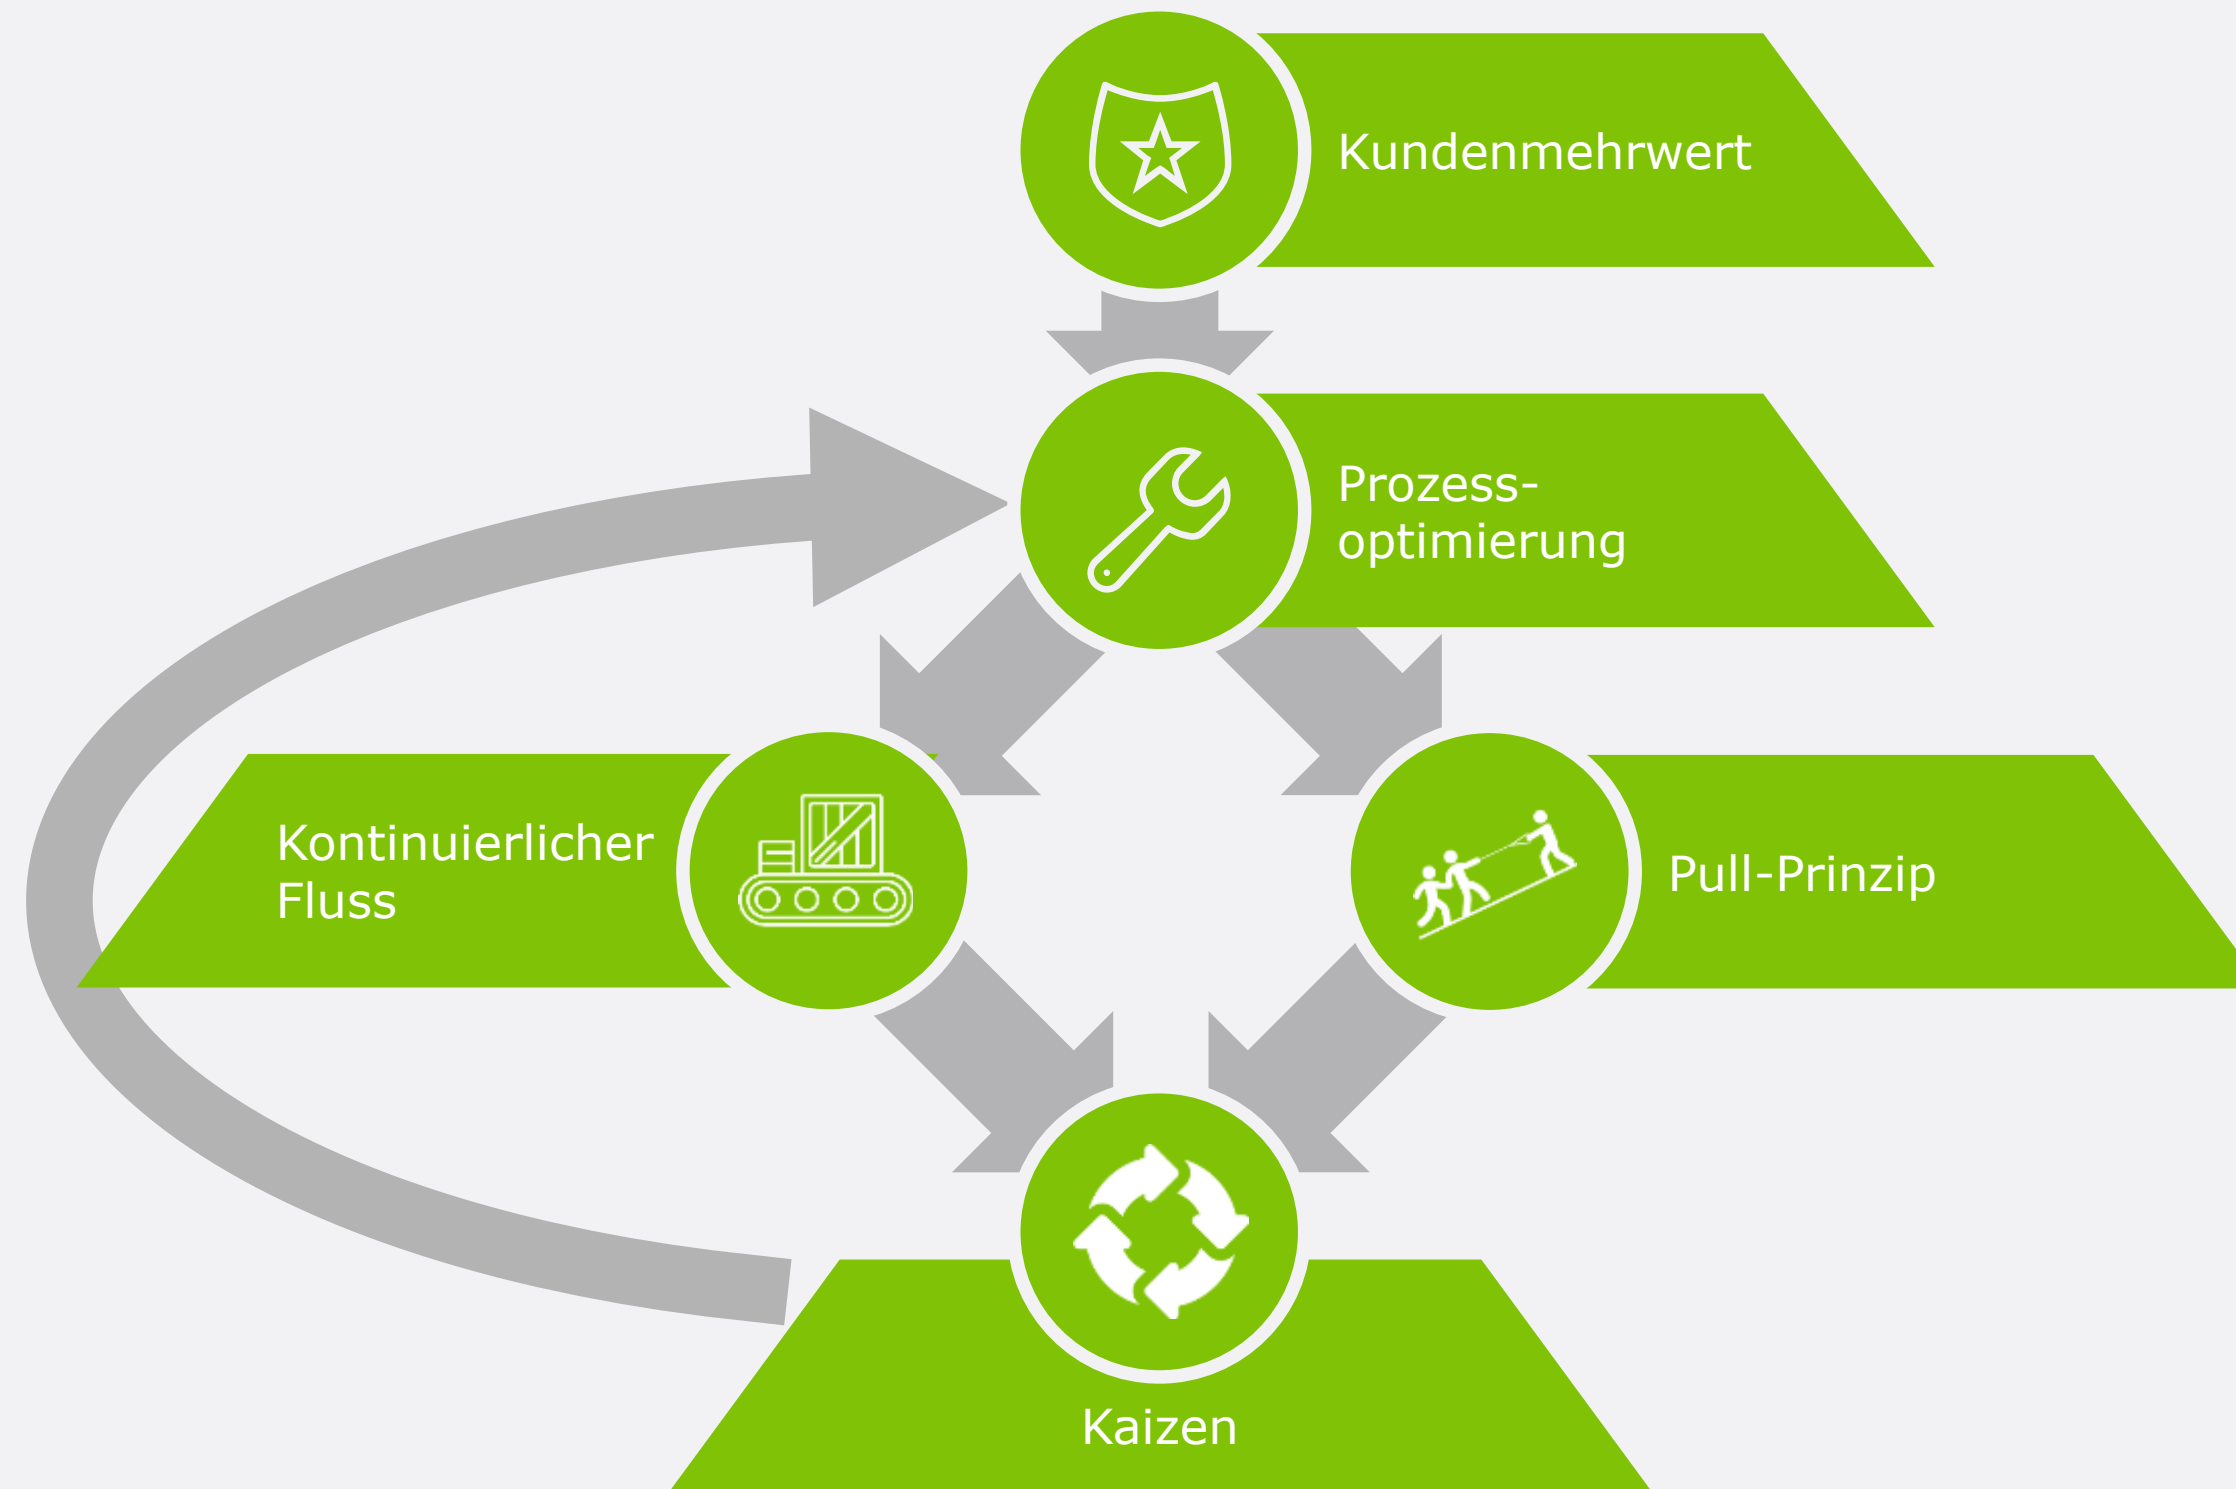 Kundenmehrwert
Prozess-
optimierung
Kontinuierlicher
Fluss
Pull-Prinzip
Kaizen